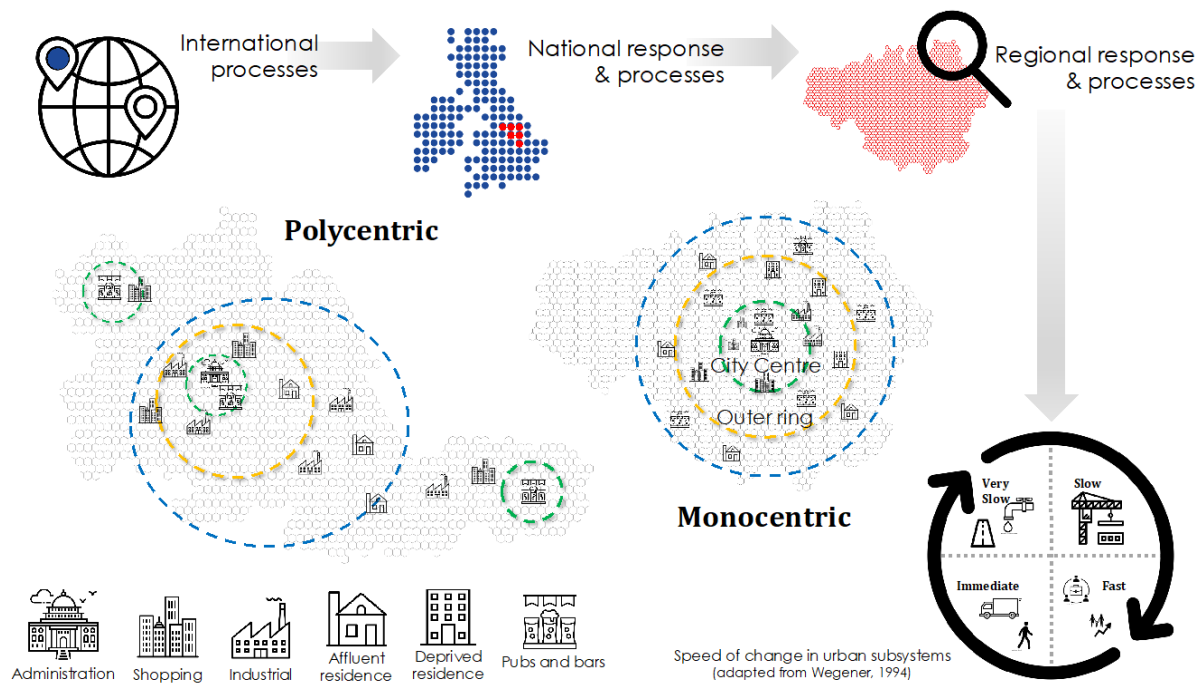 International
processes
National response
& processes
Regional response
& processes
Polycentric
City Centre
Outer ring
Monocentric
Very
Slow
Slow
Immediate
Fast
Administration
Shopping
Industrial
Affluent
residence
Deprived
residence
Pubs and bars
Speed of change in urban subsystems
(adapted from Wegener, 1994)